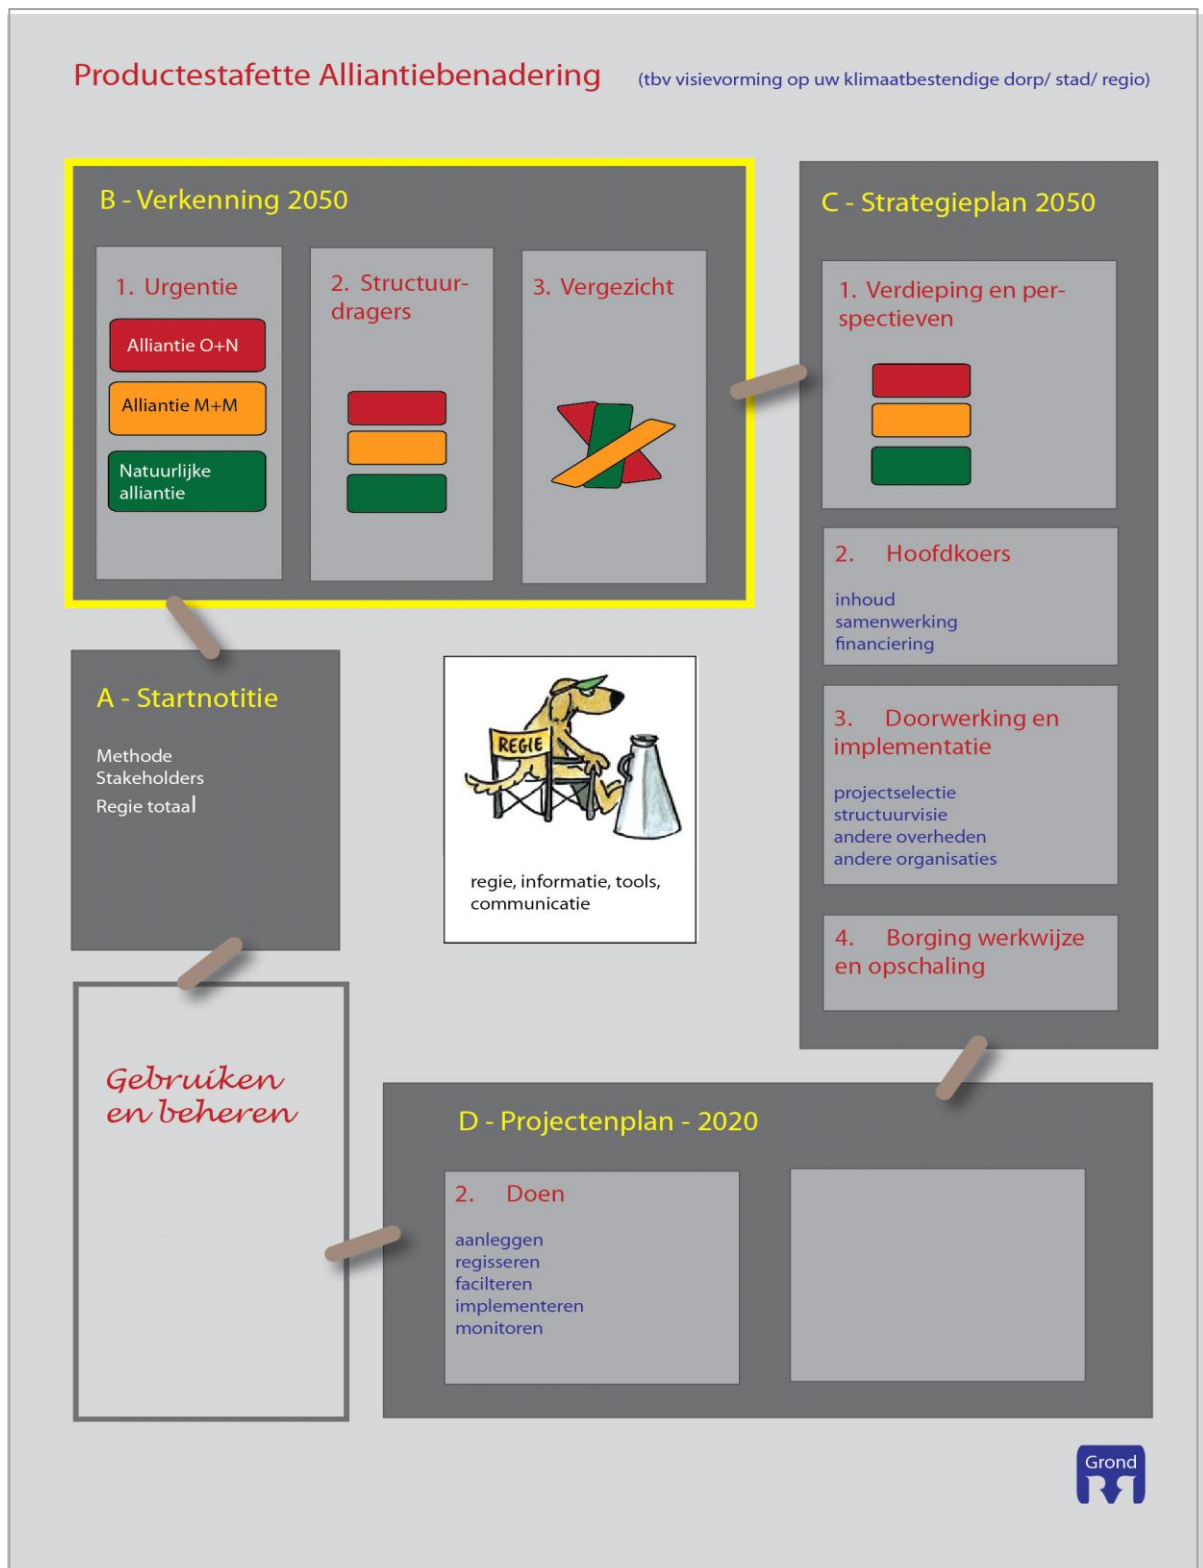 Productestafette Alliantiebenadering (tbv visievorming op uw klimaatbestendige dorp/ stad/ regio)
B - Verkenning 2050
1. Urgentie
Alliantie O+N
Alliantie M+M
Natuurlijke
alliantie
2. Structuur-
dragers
3. Vergezicht
C - Strategieplan 2050
1. Verdieping en per-
spectieven
2. Hoofdkoers
inhoud
samenwerking
financiering
3. Doorwerking en
implementatie
projectselectie
structuurvisie
andere overheden
andere organisaties
4. Borging werkwijze
en opschaling
A - Startnotitie
Methode
Stakeholders
Regie totaal
REGIE
regie, informatie, tools,
communicatie
Gebruiken
en beheren
D - Projectenplan - 2020
2. Doen
aanleggen
regisseren
facilteren
implementeren
monitoren
Grond